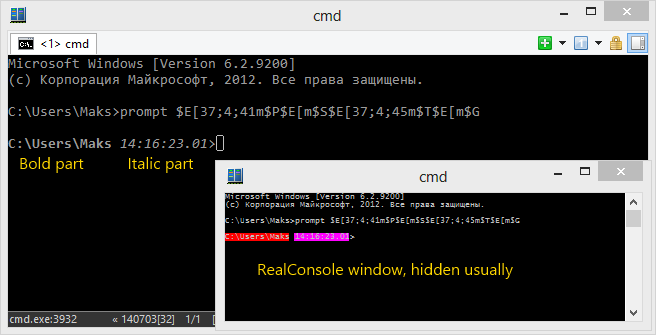 cmd
<1> cmd
Microsoft Windows [Version 6.2.9200]
(c) Корпорация Майкрософт, 2012. Все права защищены.
C:\Users\Maks>prompt $E[37;4;41m$P$E[m$S$E[37;4;45m$T$E[m$G
C:\Users\Maks 14:16:23.01>
Bold part Italic part
cmd
Microsoft Windows [Version 6.2.9200]
(c) Корпорация Майкрософт, 2012. Все права защищены.
C:\Users\Maks>prompt $E[37;4;41m$P$E[m$S$E[37;4;45m$T$E[m$G
C:\Users\Maks 14:16:23.01>
RealConsole window, hidden usually
cmd.exe:3932 « 140703[32] 1/1 [